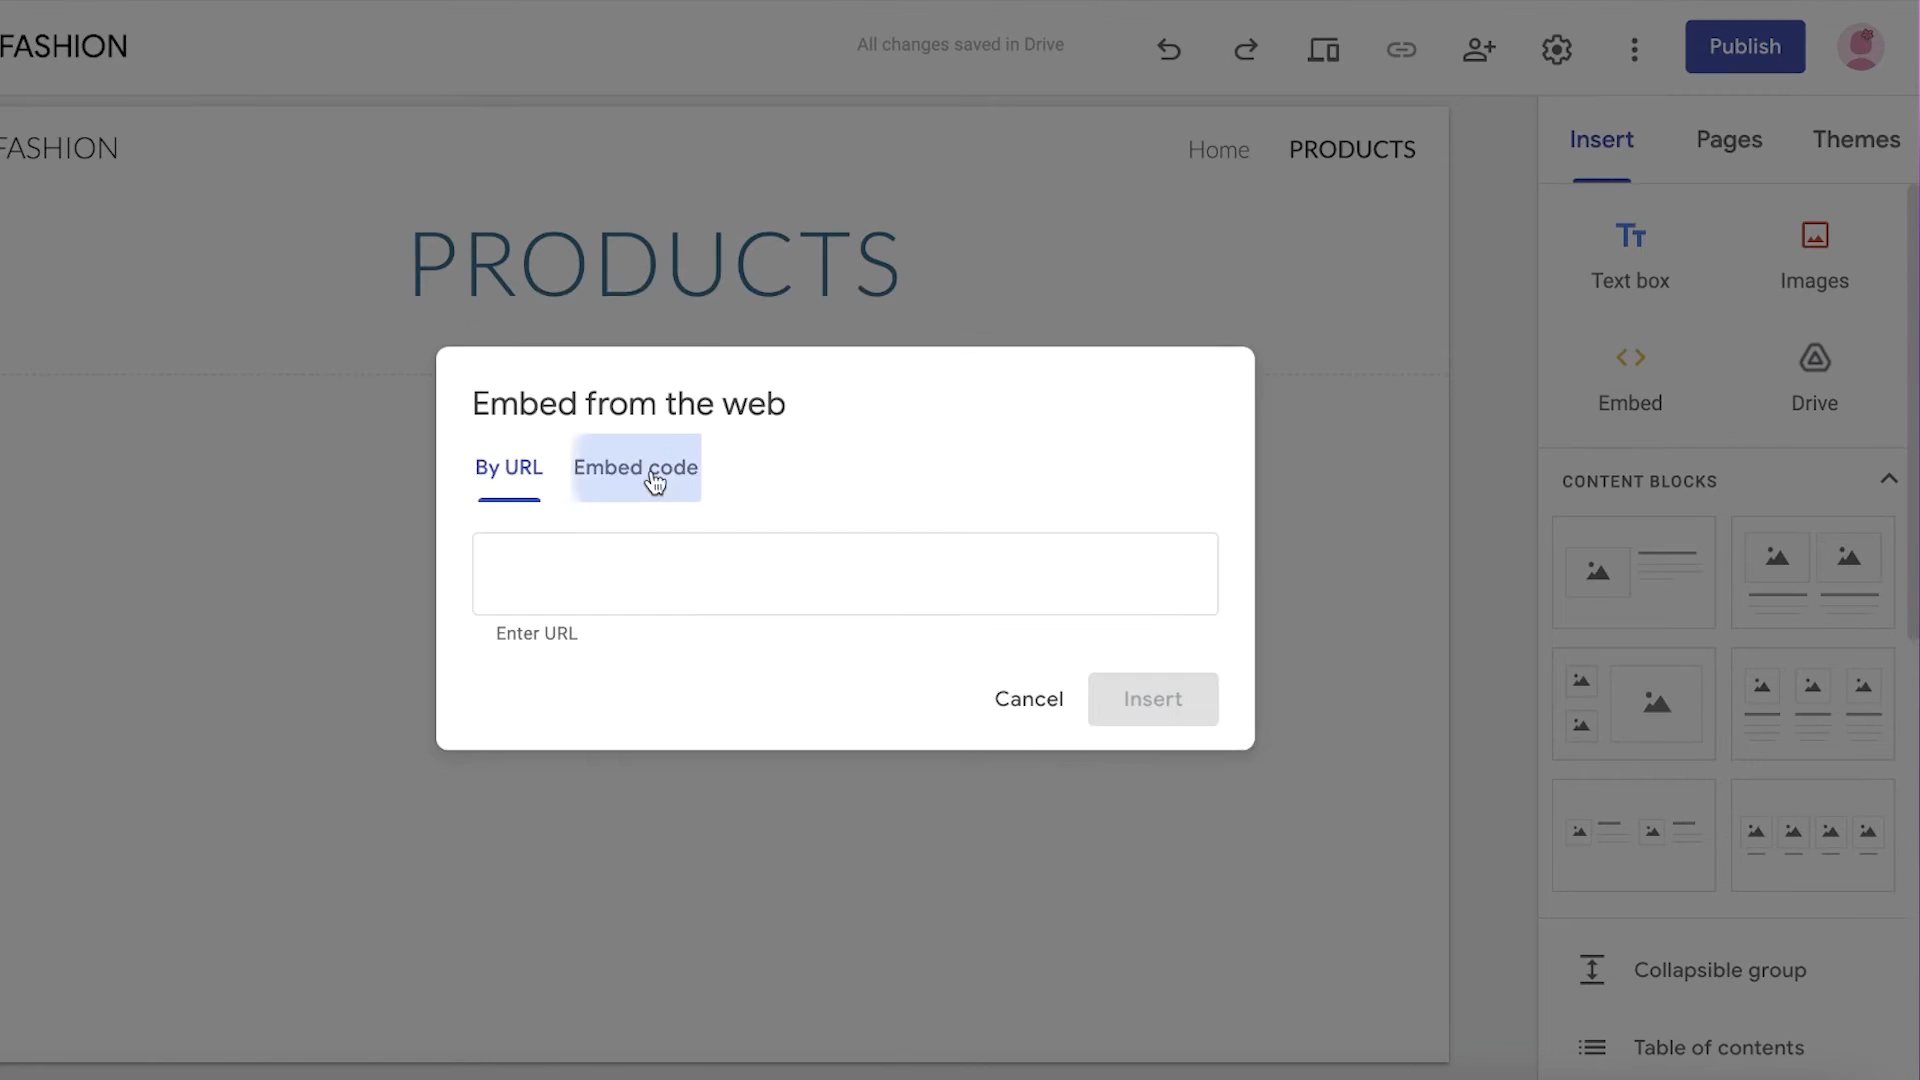 FASHION
All changes saved in Drive
Publish
FASHION
Home
PRODUCTS
Insert
Pages
Themes
PRODUCTS
Text box
Images
Embed
Drive
Embed from the web
By URL
Embed code
Enter URL
Cancel
Insert
CONTENT BLOCKS
Collapsible group
Table of contents